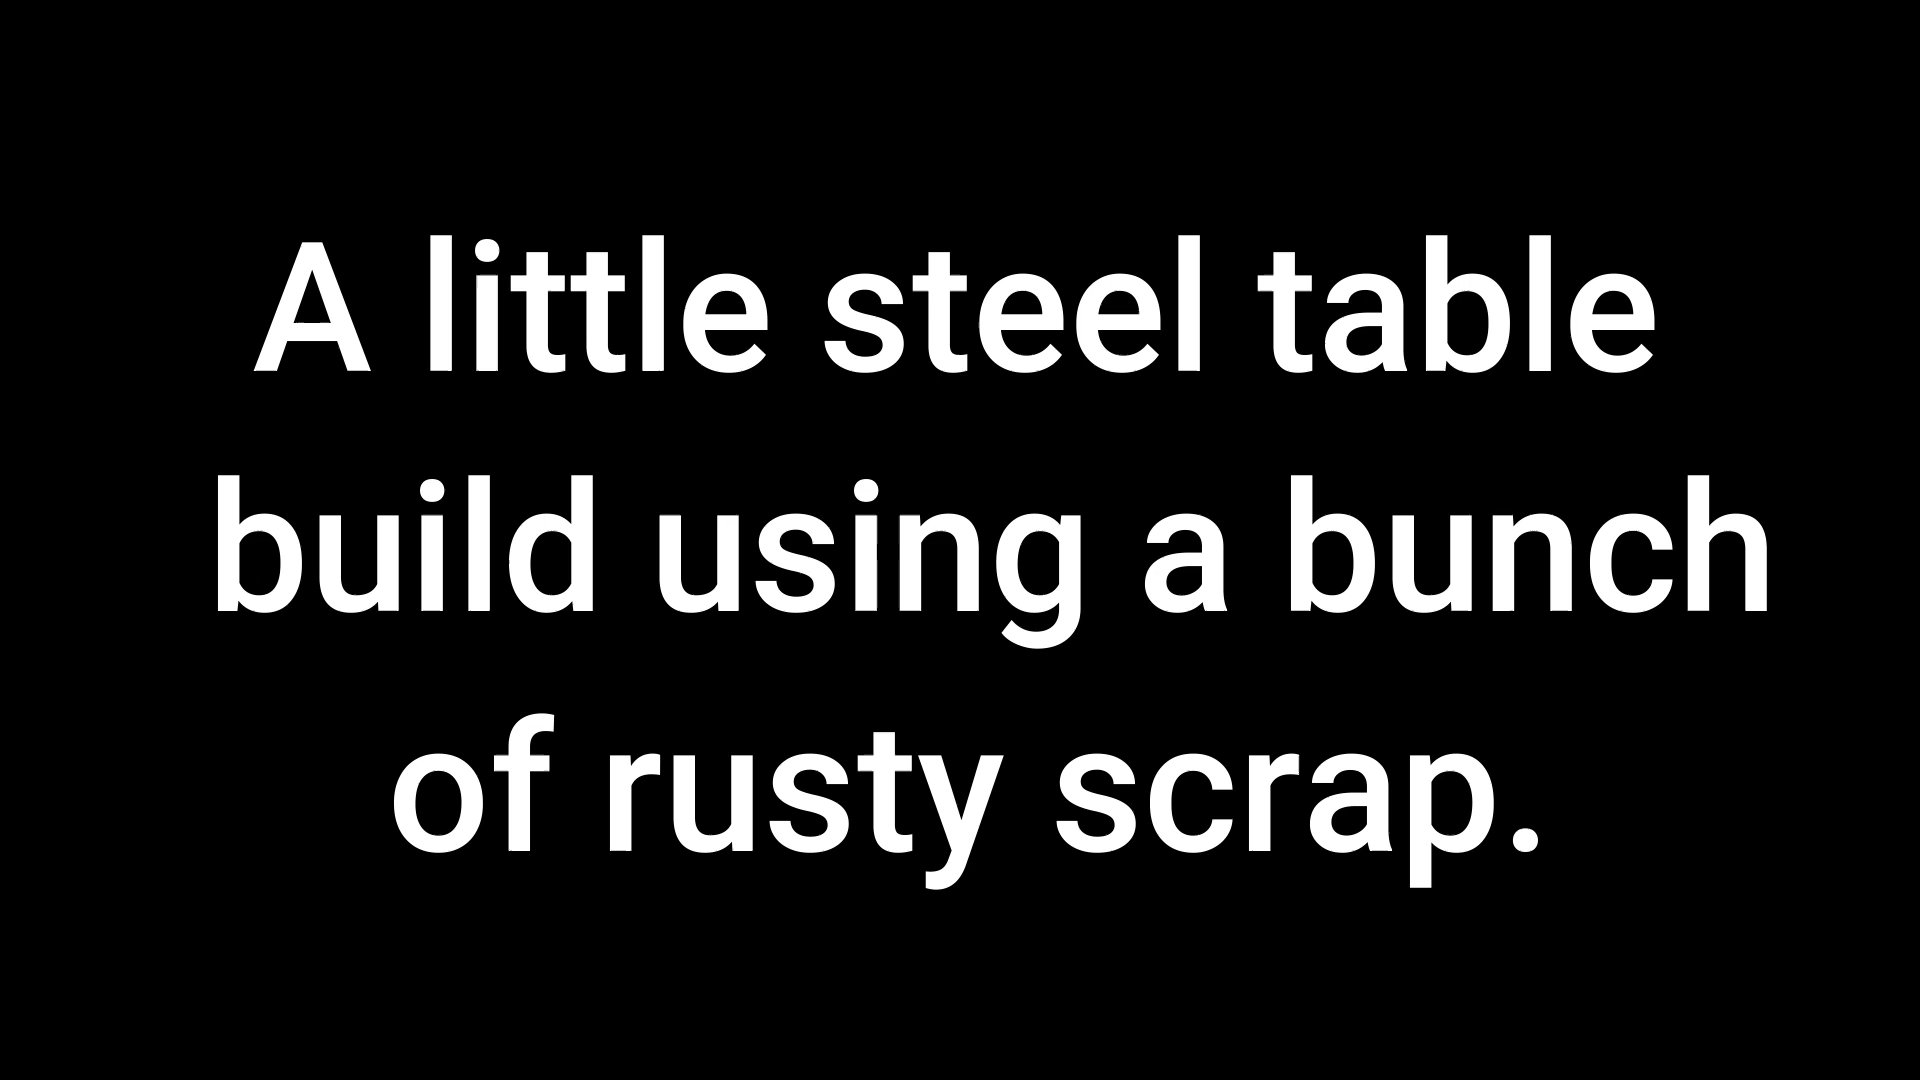 A little steel table
build using a bunch
of rusty scrap.